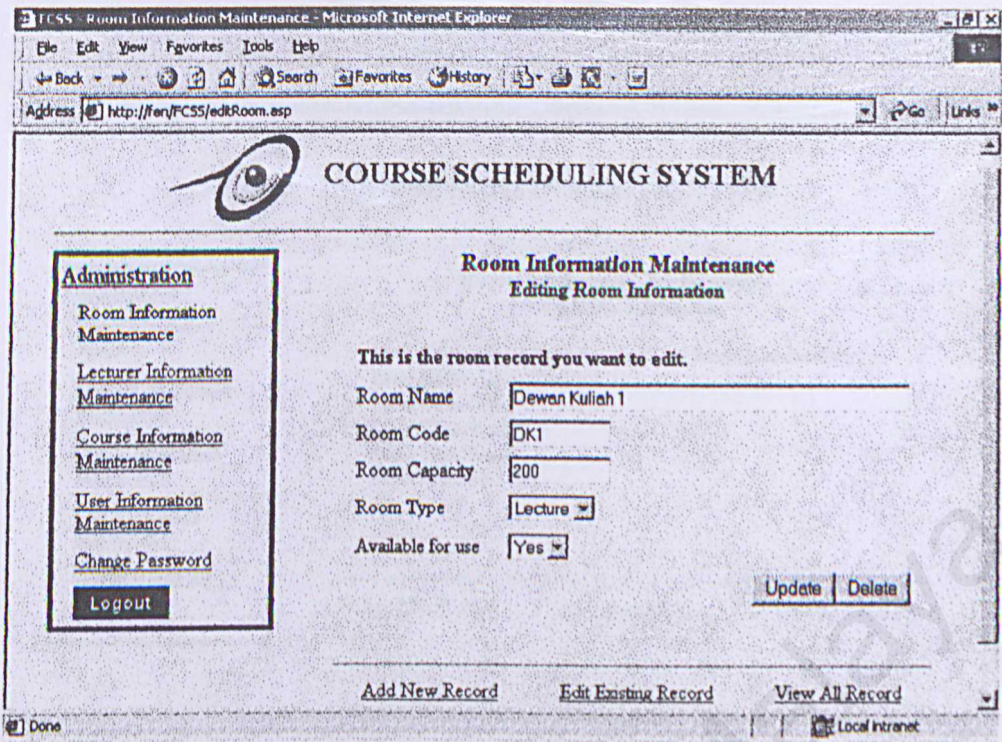 FCSS - Room Information Maintenance - Microsoft Internet Explorer
File Edit View Favorites Tools Help
Back Search Favorites History
Address http://fen/FCSS/editRoom.asp Go Links »
COURSE SCHEDULING SYSTEM
Administration
Room Information
Maintenance
Lecturer Information
Maintenance
Course Information
Maintenance
User Information
Maintenance
Change Password
Logout
Room Information Maintenance
Editing Room Information
This is the room record you want to edit.
Room Name Dewan Kuliah 1
Room Code DK1
Room Capacity 200
Room Type Lecture
Available for use Yes
Update Delete
Add New Record Edit Existing Record View All Record
Done Local intranet